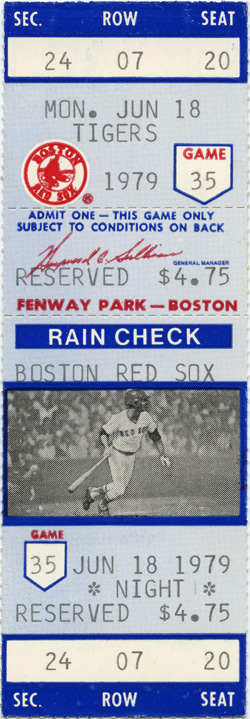 SEC. ROW SEAT
24 07 20
MON. JUN 18
TIGERS
BOSTON
RED SOX
®
1979
GAME
35
ADMIT ONE — THIS GAME ONLY
SUBJECT TO CONDITIONS ON BACK
GENERAL MANAGER
RESERVED $4.75
FENWAY PARK — BOSTON
RAIN CHECK
BOSTON RED SOX
RED SOX
GAME
35 JUN 18 1979
* NIGHT *
RESERVED $4.75
24 07 20
SEC. ROW SEAT